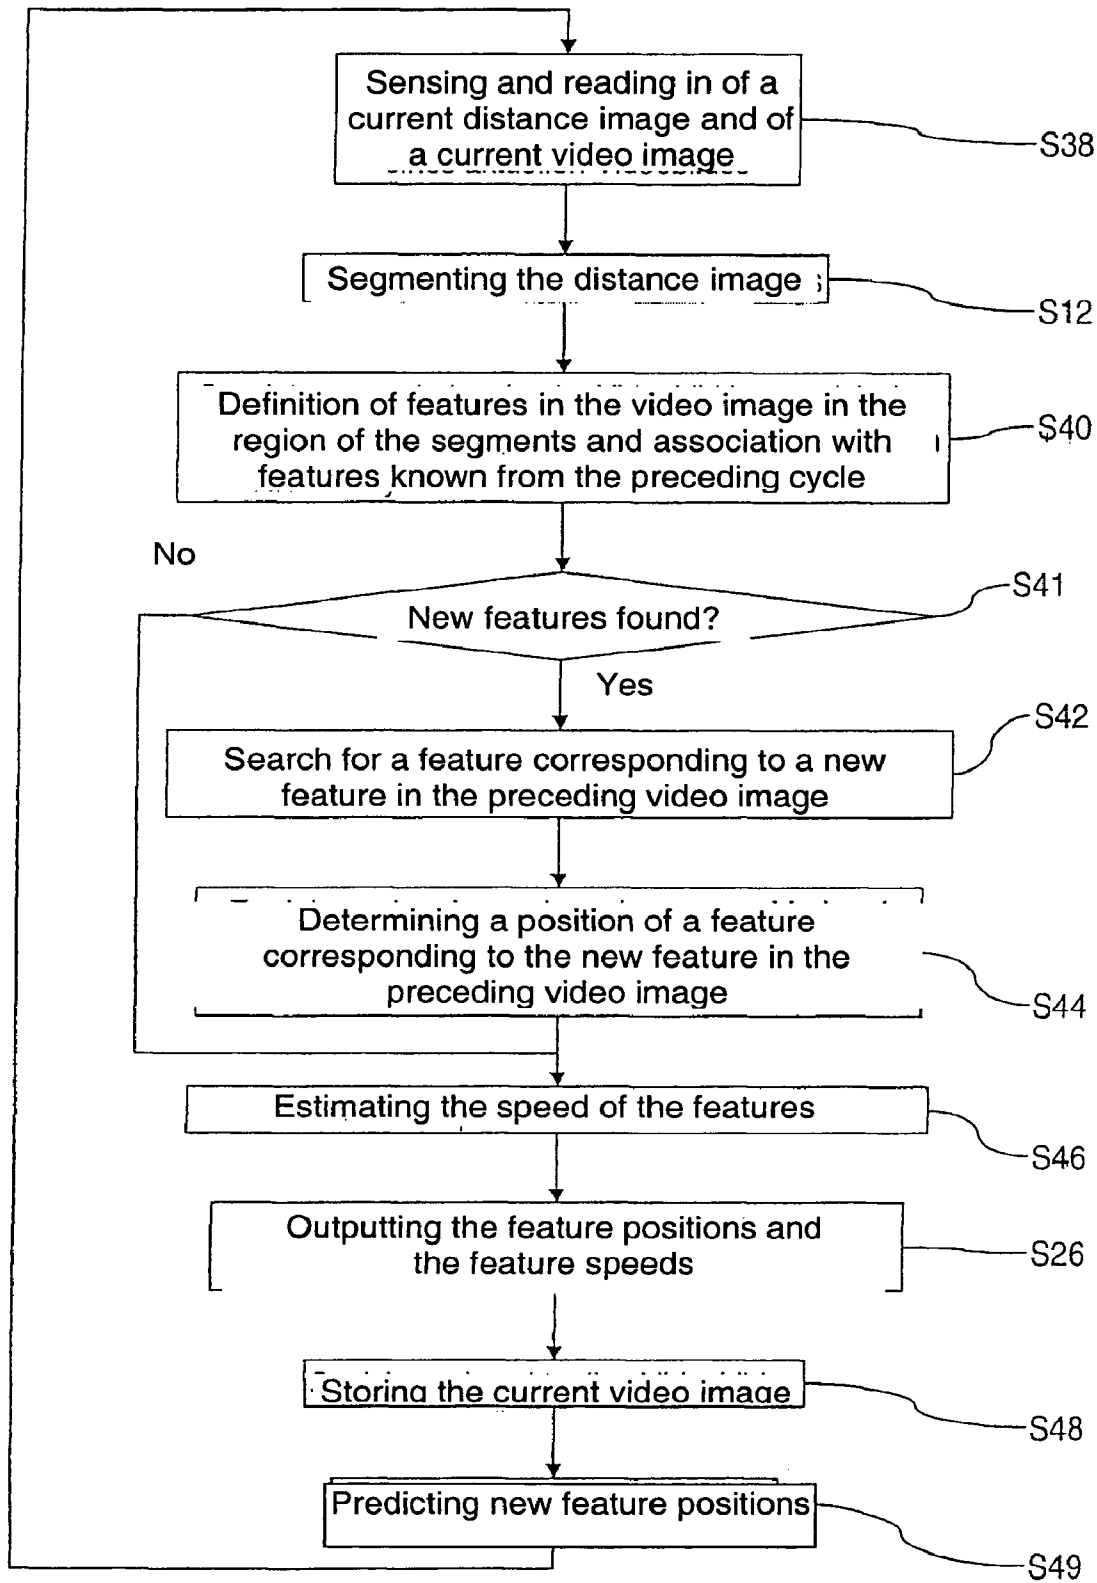 Sensing and reading in of a
current distance image and of
a current video image
S38
Segmenting the distance image
S12
Definition of features in the video image in the
region of the segments and association with
features known from the preceding cycle
S40
No
New features found?
S41
Yes
S42
Search for a feature corresponding to a new
feature in the preceding video image
Determining a position of a feature
corresponding to the new feature in the
preceding video image
S44
Estimating the speed of the features
S46
Outputting the feature positions and
the feature speeds
S26
Storing the current video image
S48
Predicting new feature positions
S49